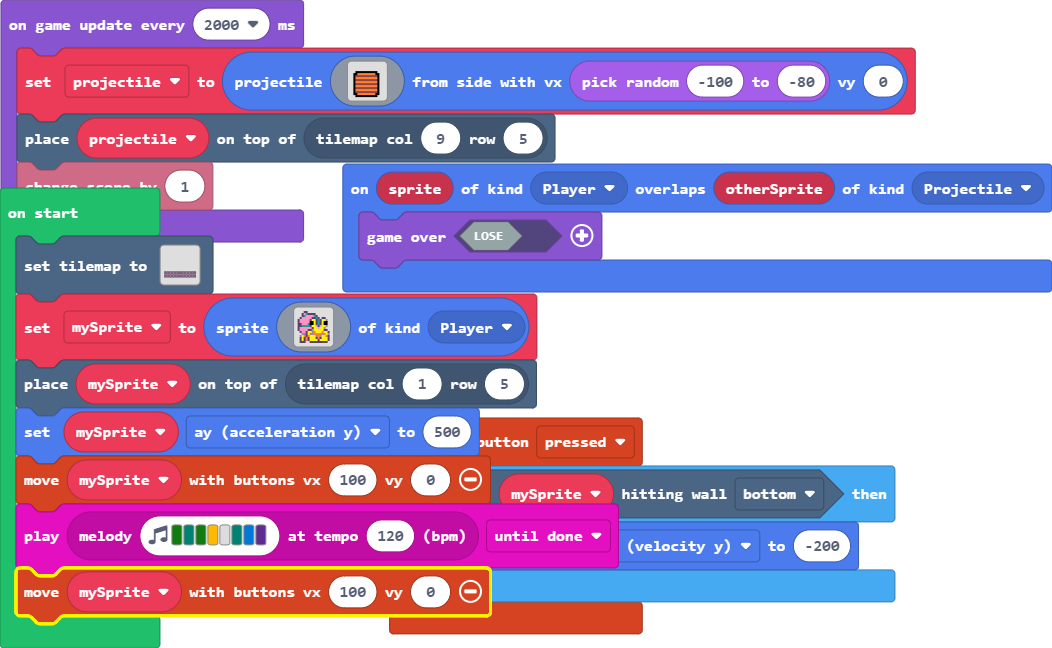 on game update every 2000 ms
set projectile to projectile from side with vx pick random -100 to -80 vy 0
place projectile on top of tilemap col 9 row 5
change score by 1
on sprite of kind Player overlaps otherSprite of kind Projectile
game over LOSE
on start
set tilemap to
set mySprite to sprite of kind Player
place mySprite on top of tilemap col 1 row 5
set mySprite ay (acceleration y) to 500
button pressed
move mySprite with buttons vx 100 vy 0
mySprite hitting wall bottom then
play melody at tempo 120 (bpm) until done
(velocity y) to -200
move mySprite with buttons vx 100 vy 0